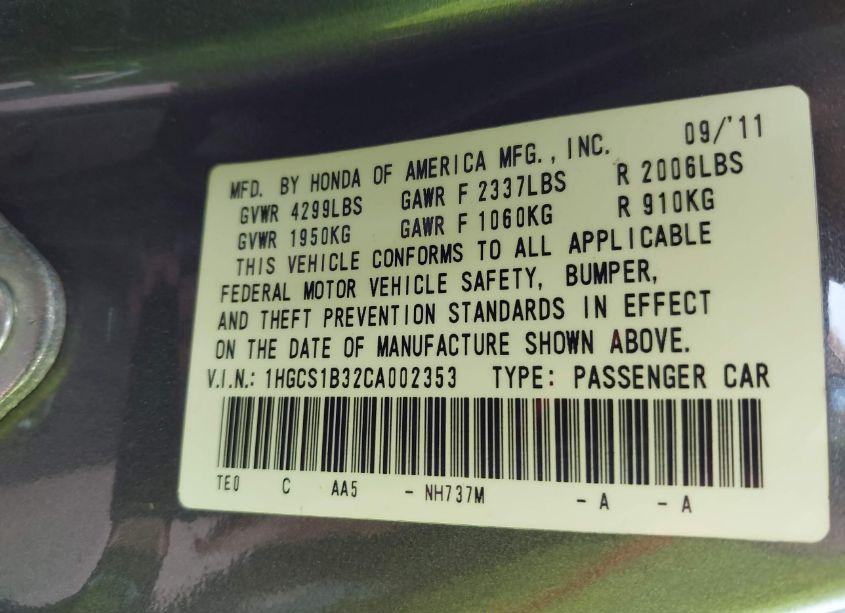 MFD. BY HONDA OF AMERICA MFG., INC. 09/'11
GVWR 4299LBS GAWR F 2337LBS R 2006LBS
GVWR 1950KG GAWR F 1060KG R 910KG
THIS VEHICLE CONFORMS TO ALL APPLICABLE
FEDERAL MOTOR VEHICLE SAFETY, BUMPER,
AND THEFT PREVENTION STANDARDS IN EFFECT
ON THE DATE OF MANUFACTURE SHOWN ABOVE.
V.I.N.: 1HGCS1B32CA002353 TYPE: PASSENGER CAR
TE0 C AA5 - NH737M - A - A